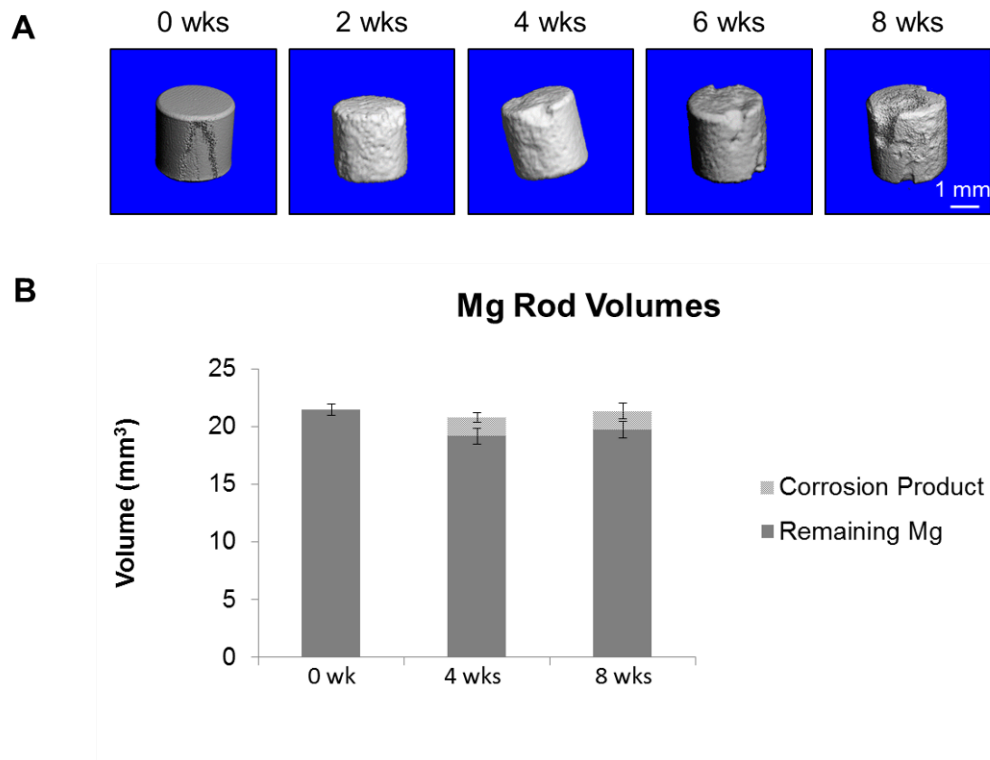 A
0 wks 2 wks 4 wks 6 wks 8 wks
1 mm
B
Mg Rod Volumes
Volume (mm³)
25
20
15
10
5
0
0 wk 4 wks 8 wks
Corrosion Product
Remaining Mg